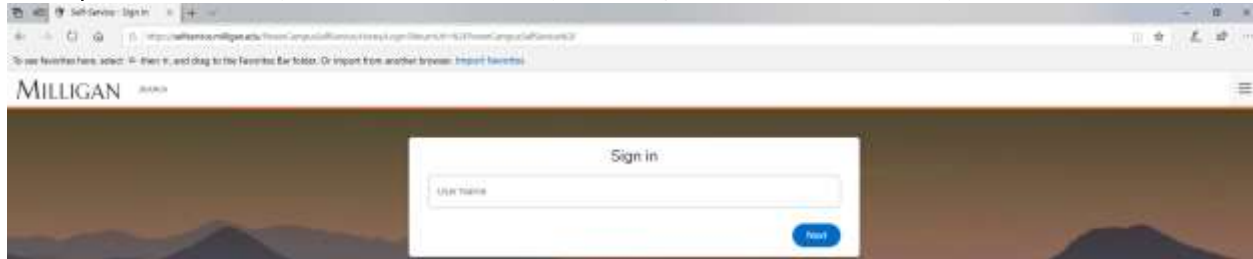 Self-Service - Sign In
To see favorites here, select then, and drag to the Favorites Bar folder. Or import from another browser. Import favorites
MILLIGAN SEARCH
Sign in
User Name
Next